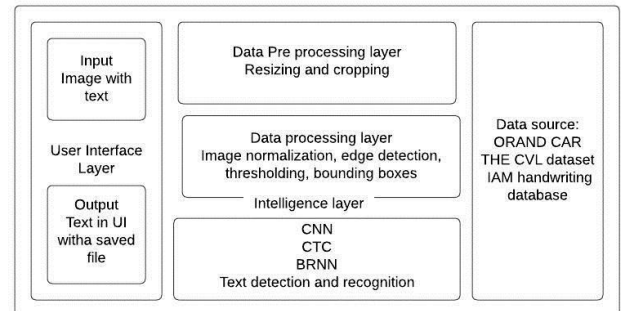 Input
Image with
text
User Interface
Layer
Output
Text in UI
witha saved
file
Data Pre processing layer
Resizing and cropping
Data processing layer
Image normalization, edge detection,
thresholding, bounding boxes
Intelligence layer
CNN
CTC
BRNN
Text detection and recognition
Data source:
ORAND CAR
THE CVL dataset
IAM handwriting
database